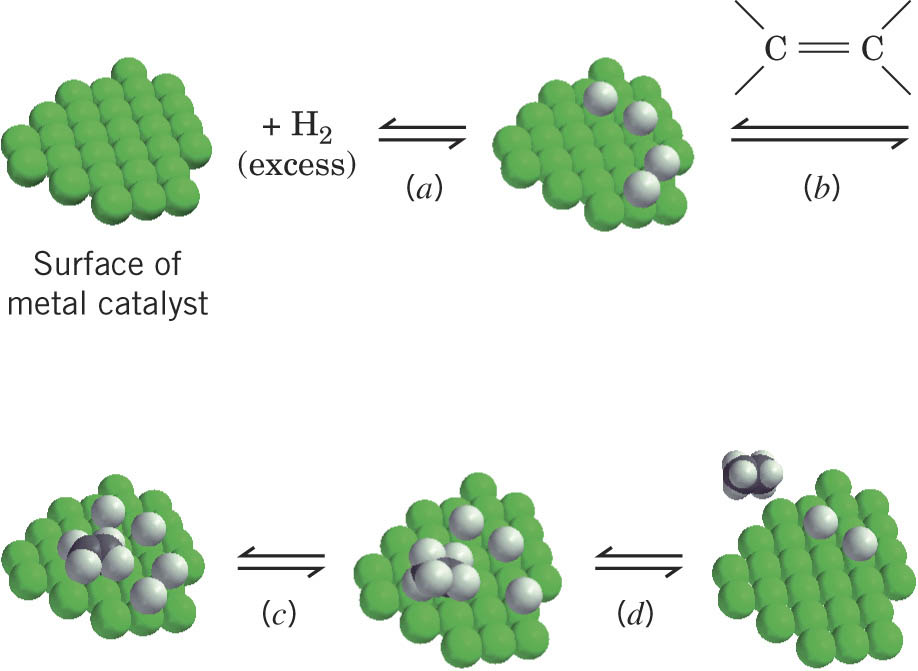 C C
+ H₂
(excess)
(a)
(b)
Surface of
metal catalyst
(c)
(d)